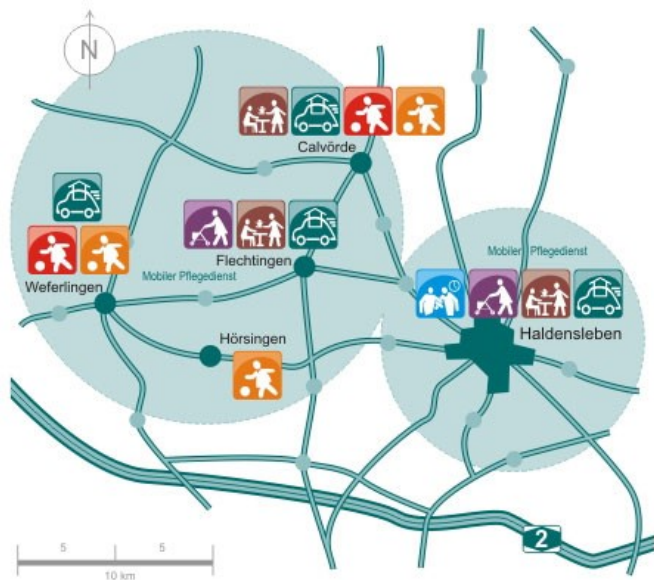 N
Calvörde
Flechtingen
Mobiler Pflegedienst
Weferlingen
Mobiler Pflegedienst
Haldensleben
Hörsingen
2
5
5
10 km